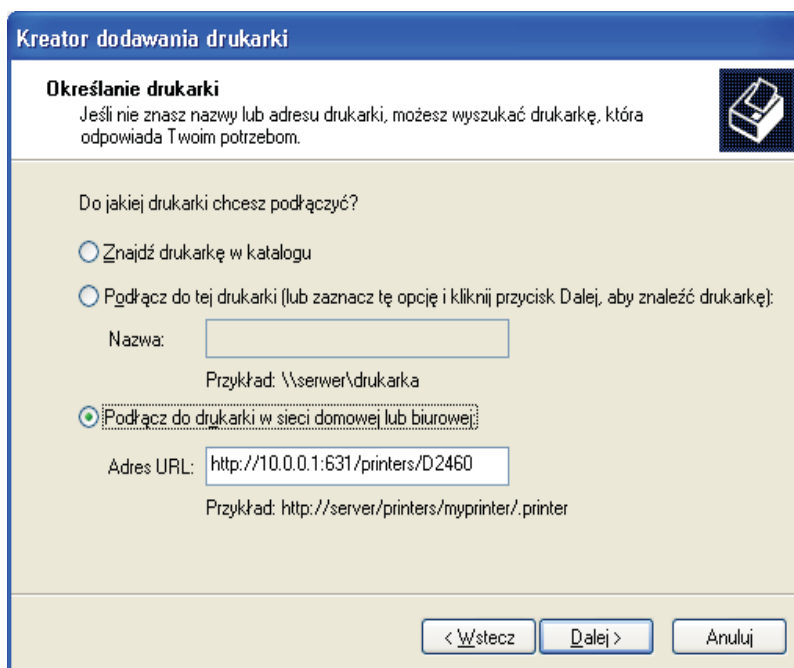 Kreator dodawania drukarki
Określanie drukarki
Jeśli nie znasz nazwy lub adresu drukarki, możesz wyszukać drukarkę, która
odpowiada Twoim potrzebom.
Do jakiej drukarki chcesz podłączyć?
Znajdź drukarkę w katalogu
Podłącz do tej drukarki (lub zaznacz tę opcję i kliknij przycisk Dalej, aby znaleźć drukarkę):
Nazwa:
Przykład: \\serwer\drukarka
Podłącz do drukarki w sieci domowej lub biurowej:
Adres URL: http://10.0.0.1:631/printers/D2460
Przykład: http://server/printers/myprinter/.printer
< Wstecz Dalej > Anuluj